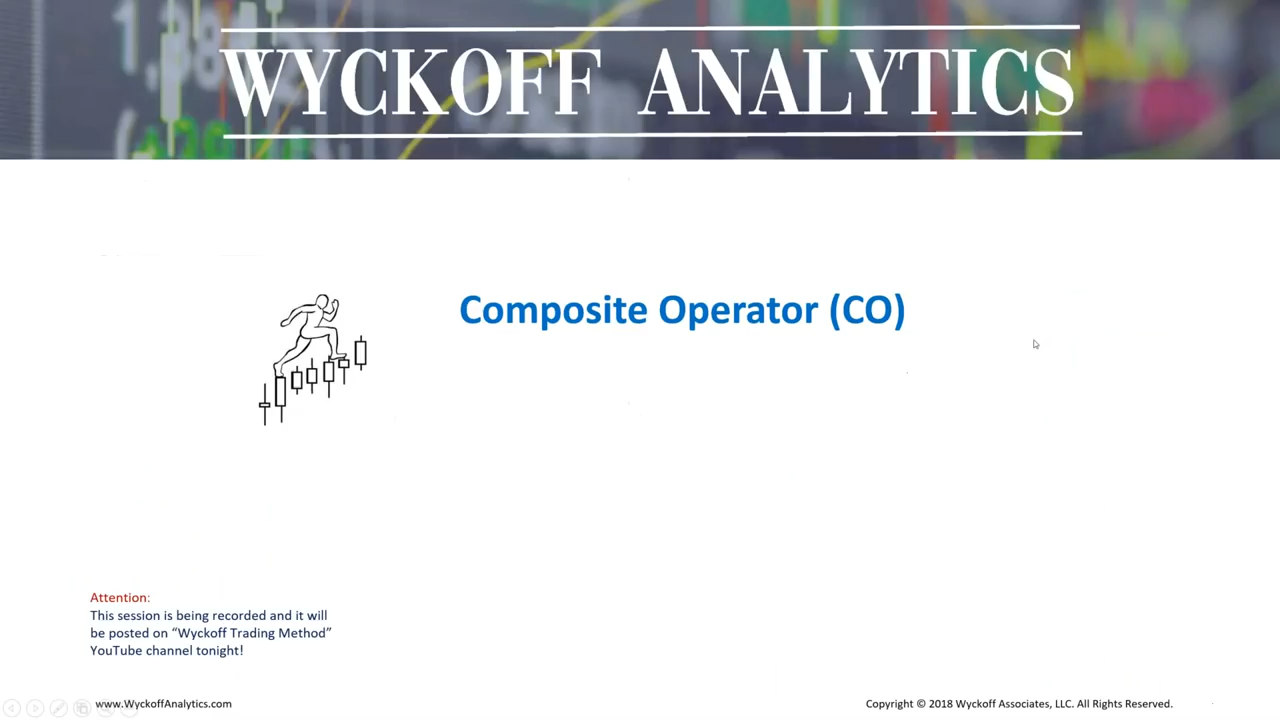 WYCKOFF ANALYTICS
Composite Operator (CO)
Attention:
This session is being recorded and it will
be posted on “Wyckoff Trading Method”
YouTube channel tonight!
www.WyckoffAnalytics.com
Copyright © 2018 Wyckoff Associates, LLC. All Rights Reserved.